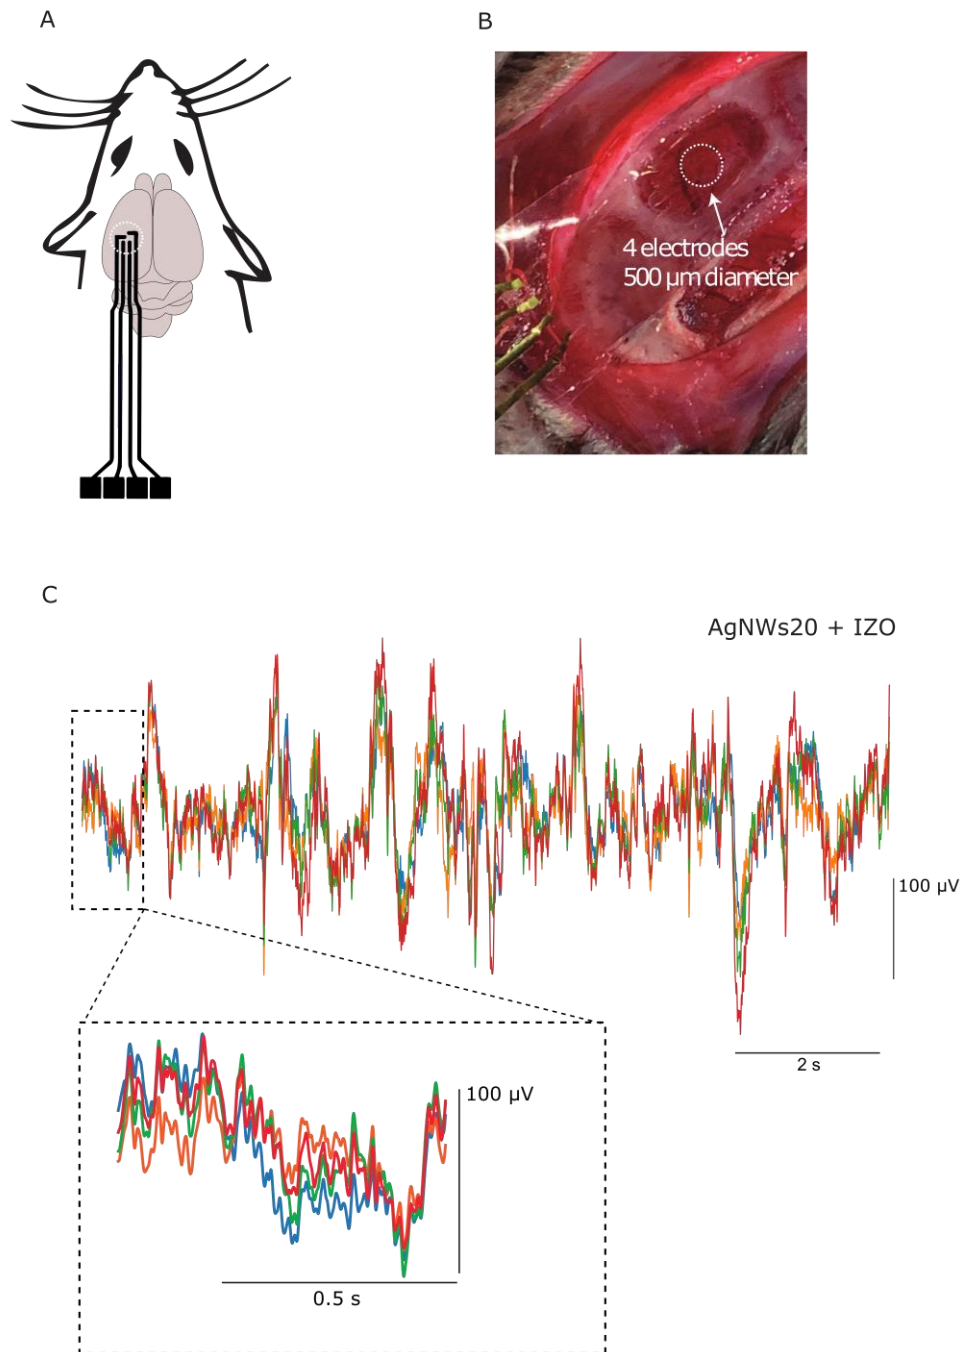 A
B
4 electrodes
500 µm diameter
C
AgNWs20 + IZO
100 µV
2 s
100 µV
0.5 s